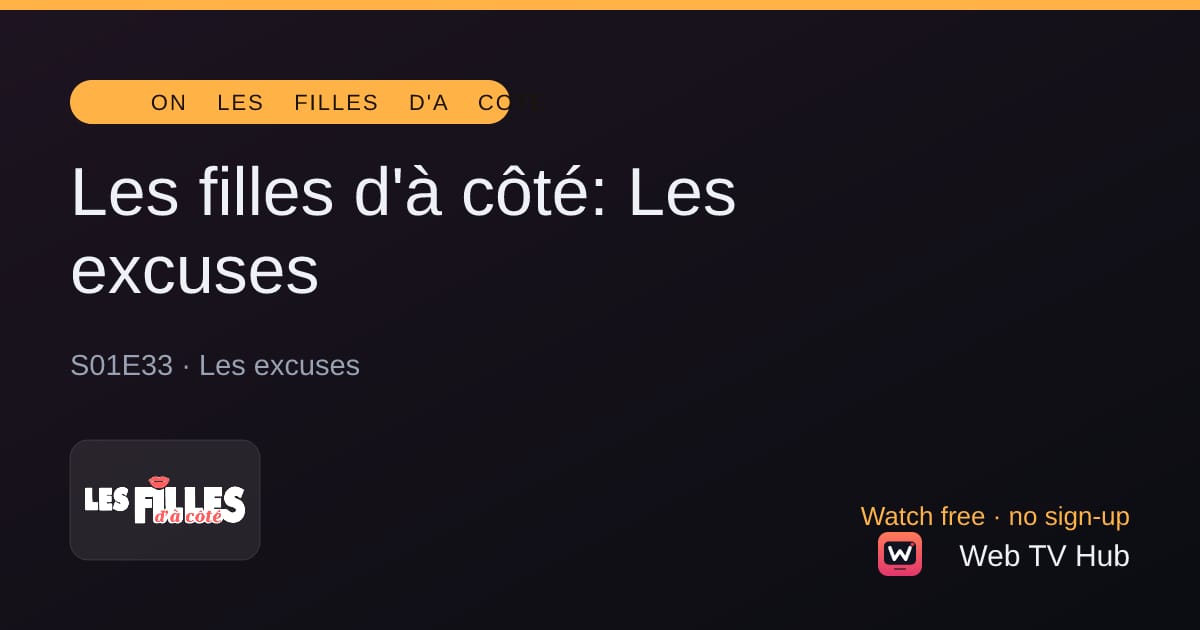 ON LES FILLES D'A CO
Les filles d'à côté: Les
excuses
S01E33 · Les excuses
LES FILLES
d'à côté
Watch free · no sign-up
W
Web TV Hub